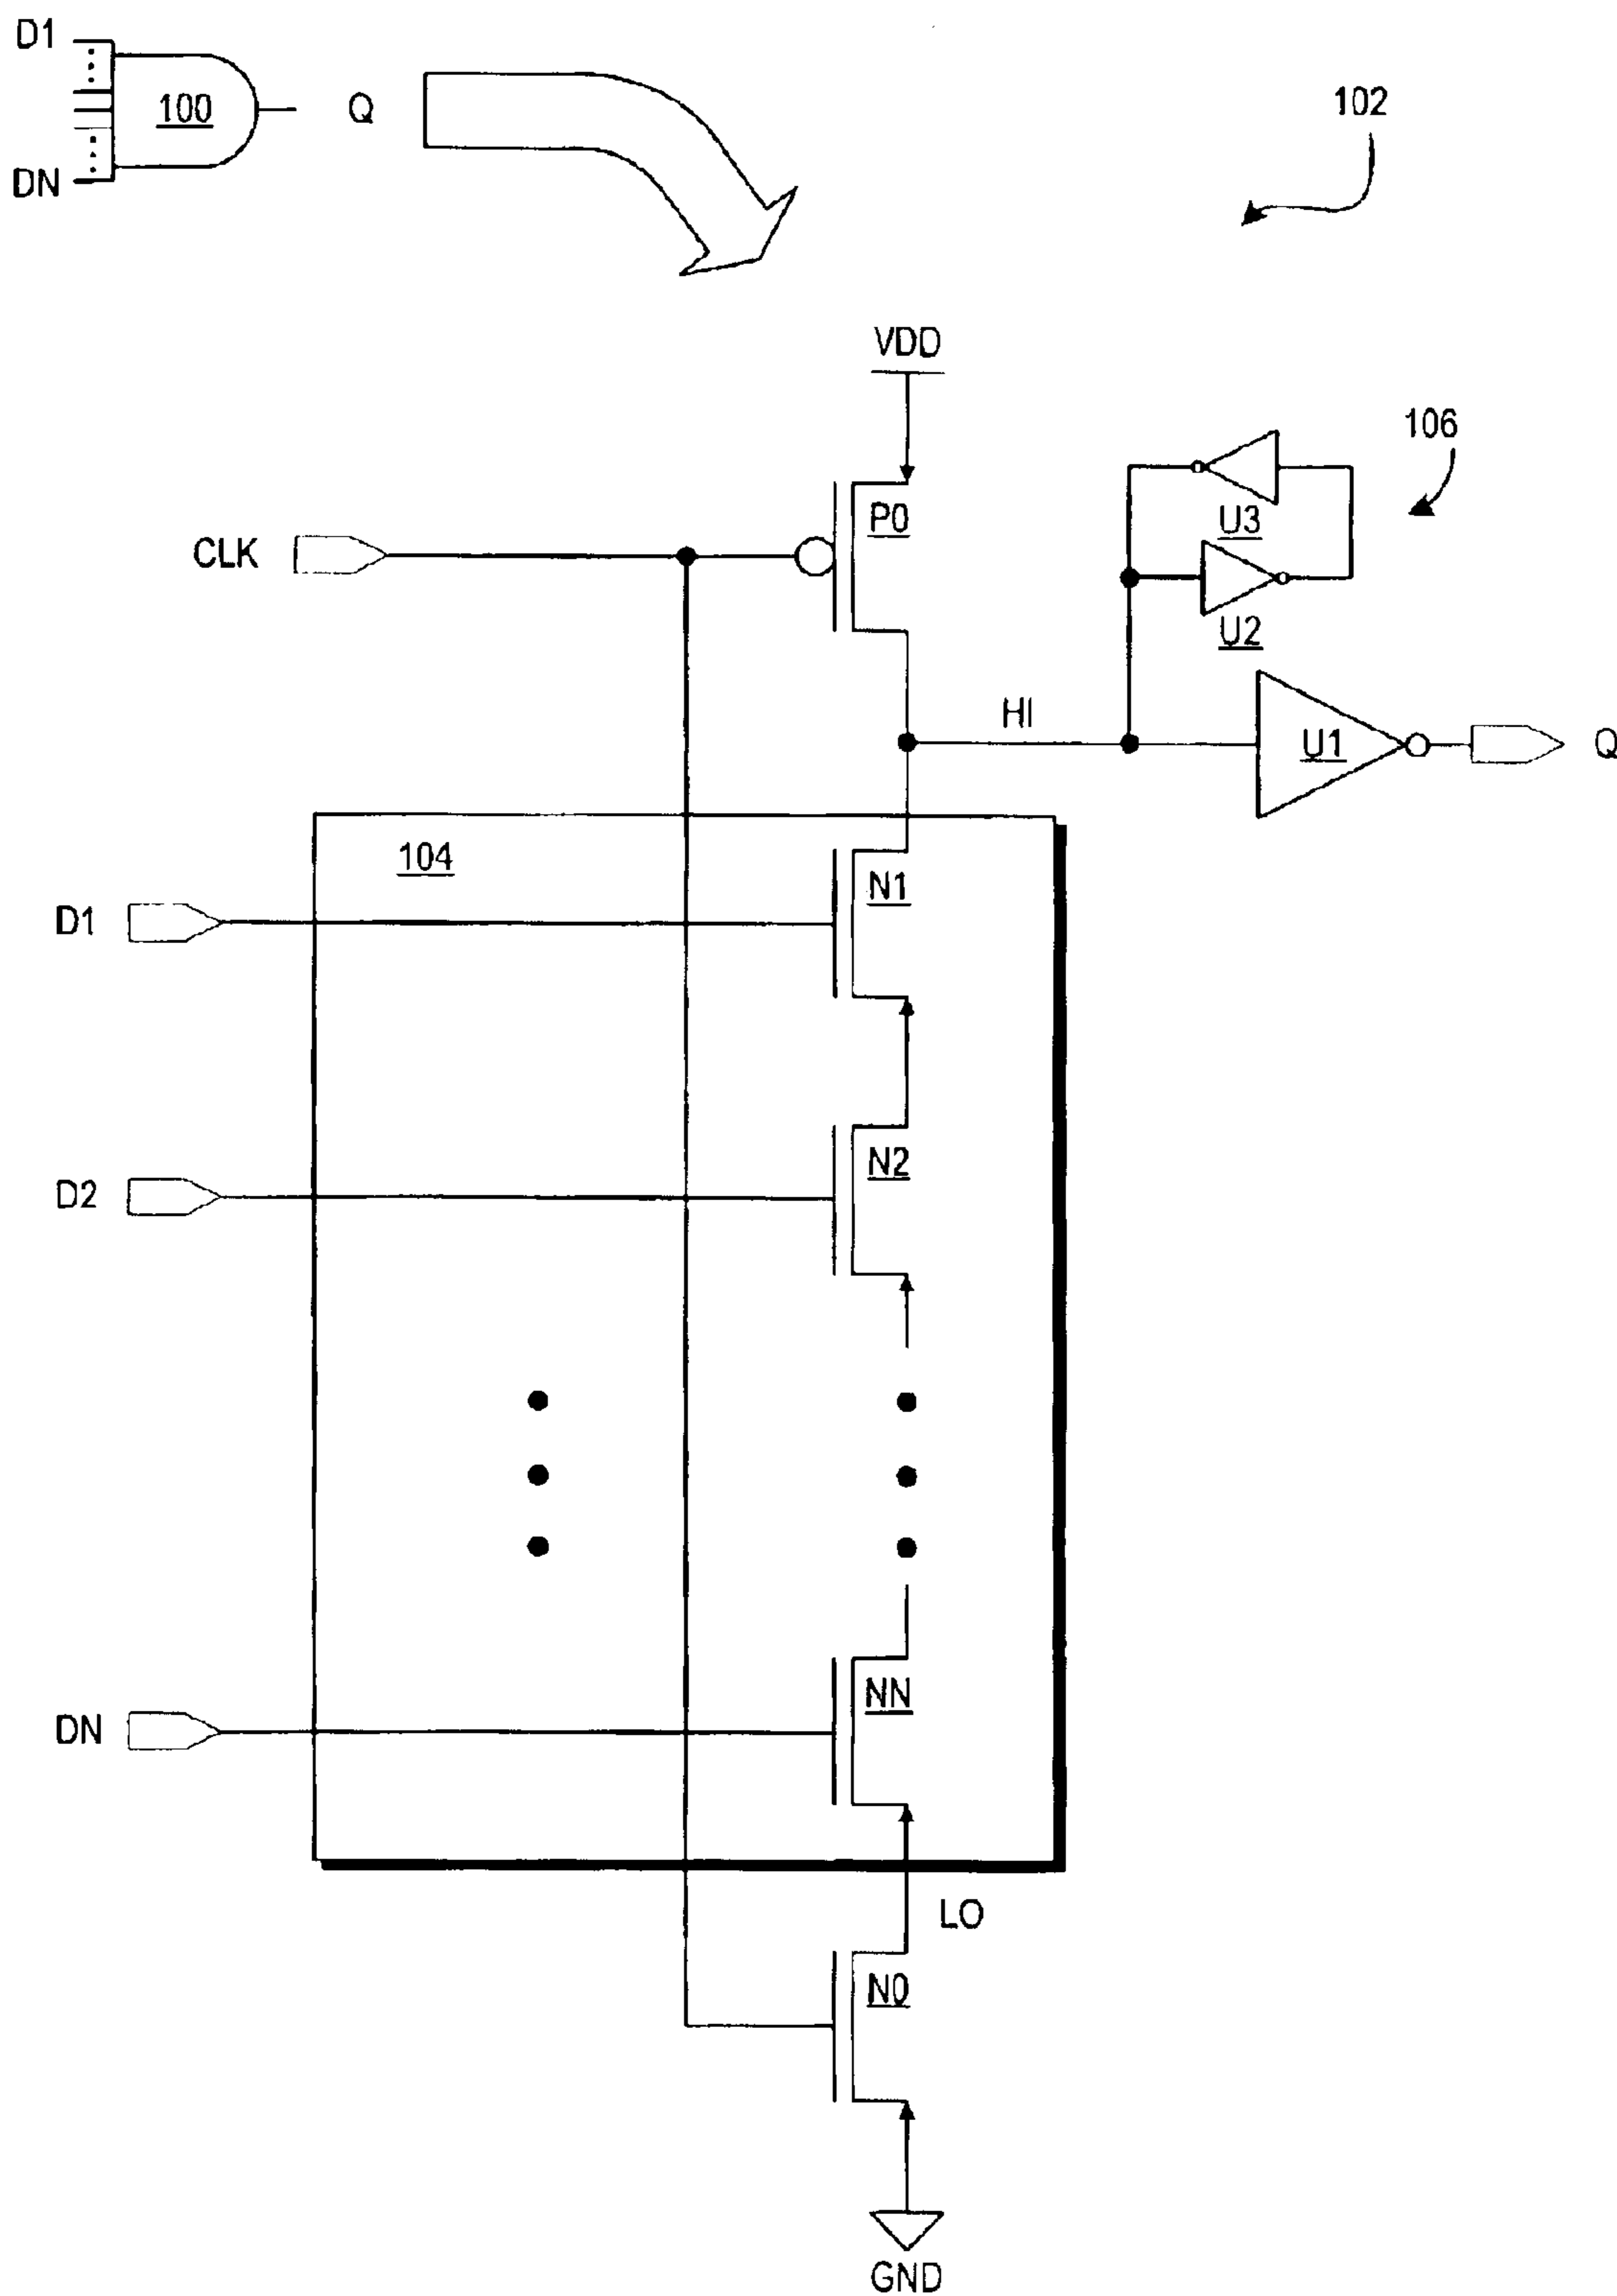 D1
100
Q
DN
102
VDD
106
P0
U3
CLK
U2
HI
U1
Q
104
N1
D1
N2
D2
NN
DN
LO
N0
GND